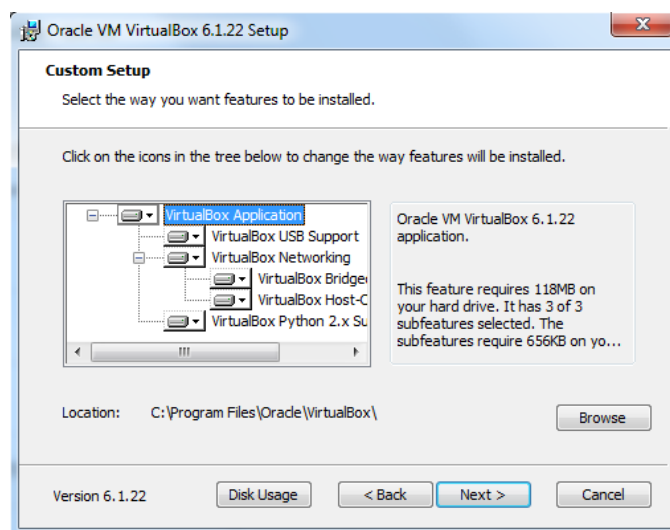 Oracle VM VirtualBox 6.1.22 Setup
Custom Setup
Select the way you want features to be installed.
Click on the icons in the tree below to change the way features will be installed.
VirtualBox Application
VirtualBox USB Support
VirtualBox Networking
VirtualBox Bridge
VirtualBox Host-C
VirtualBox Python 2.x Su
Oracle VM VirtualBox 6.1.22
application.
This feature requires 118MB on
your hard drive. It has 3 of 3
subfeatures selected. The
subfeatures require 656KB on yo...
Location: C:\Program Files\Oracle\VirtualBox\
Browse
Version 6.1.22
Disk Usage
< Back
Next >
Cancel